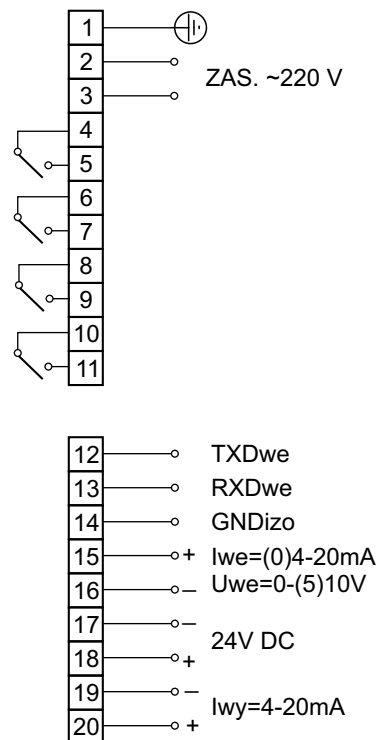 1
2
3
ZAS. ~220 V
4
5
6
7
8
9
10
11
12 TXDwe
13 RXDwe
14 GNDizo
15 + Iwe=(0)4-20mA
16 – Uwe=0-(5)10V
17 –
24V DC
18 +
19 –
Iwy=4-20mA
20 +